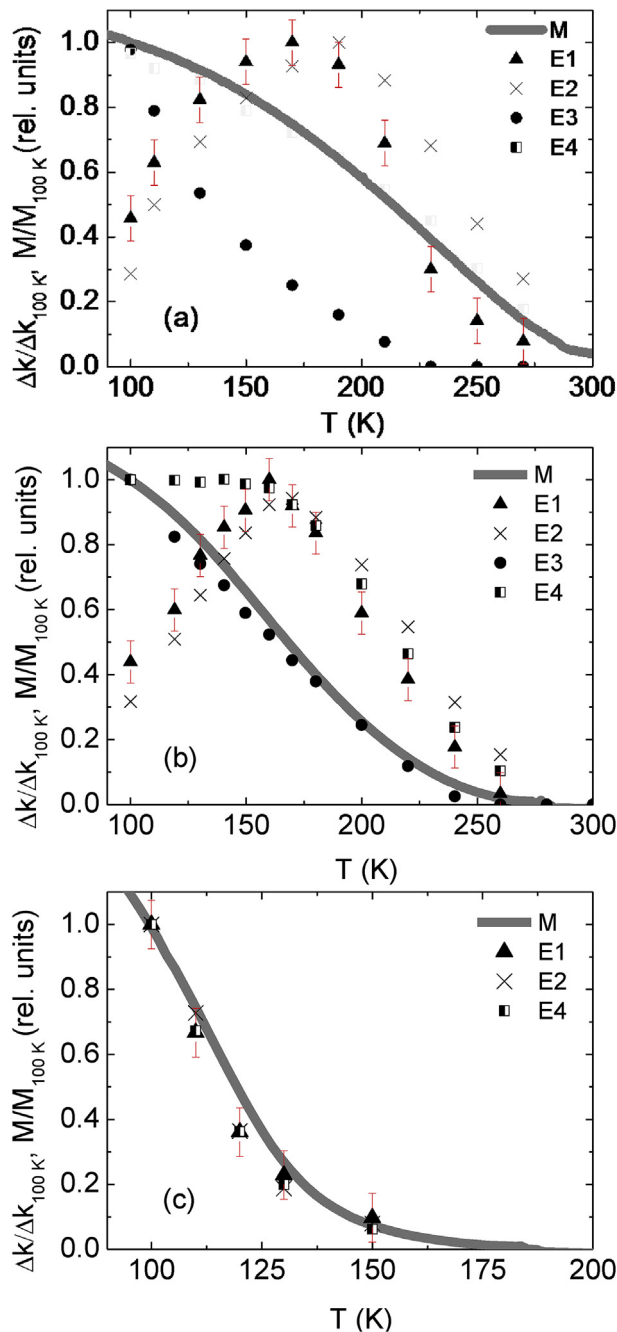 Δk/Δk100 K, M/M100 K (rel. units)
1.0
0.8
0.6
0.4
0.2
0.0
M
E1
E2
E3
E4
(a)
100 150 200 250 300
T (K)
Δk/Δk100 K, M/M100 K (rel. units)
1.0
0.8
0.6
0.4
0.2
0.0
M
E1
E2
E3
E4
(b)
100 150 200 250 300
T (K)
Δk/Δk100 K, M/M100 K (rel. units)
1.0
0.8
0.6
0.4
0.2
0.0
M
E1
E2
E4
(c)
100 125 150 175 200
T (K)